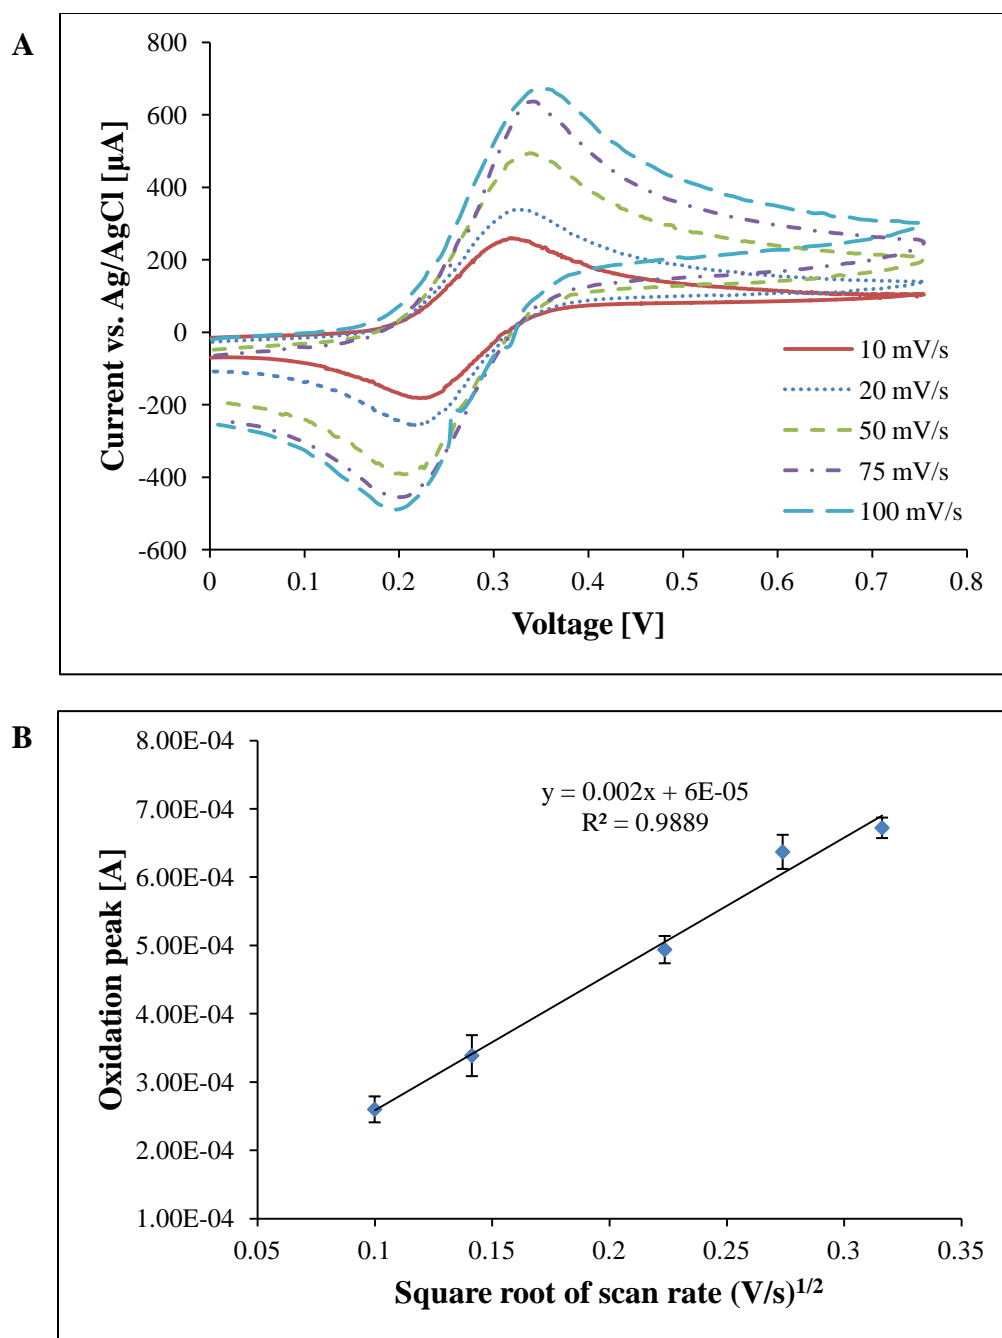 A
Current vs. Ag/AgCl [µA]
800
600
400
200
0
-200
-400
-600
0 0.1 0.2 0.3 0.4 0.5 0.6 0.7 0.8
Voltage [V]
10 mV/s
20 mV/s
50 mV/s
75 mV/s
100 mV/s
B
Oxidation peak [A]
8.00E-04
7.00E-04
6.00E-04
5.00E-04
4.00E-04
3.00E-04
2.00E-04
1.00E-04
y = 0.002x + 6E-05
R² = 0.9889
0.05 0.1 0.15 0.2 0.25 0.3 0.35
Square root of scan rate (V/s)^1/2